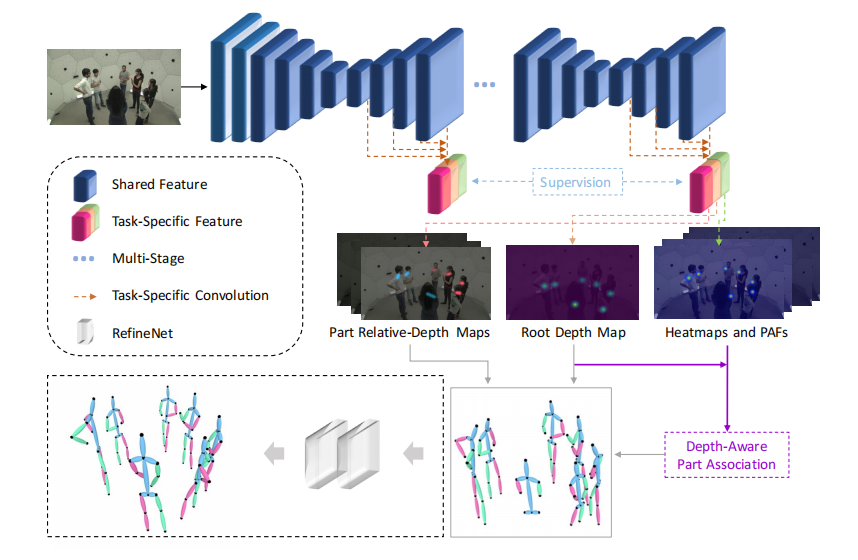 Supervision
Shared Feature
Task-Specific Feature
Multi-Stage
Task-Specific Convolution
RefineNet
Part Relative-Depth Maps
Root Depth Map
Heatmaps and PAFs
Depth-Aware
Part Association